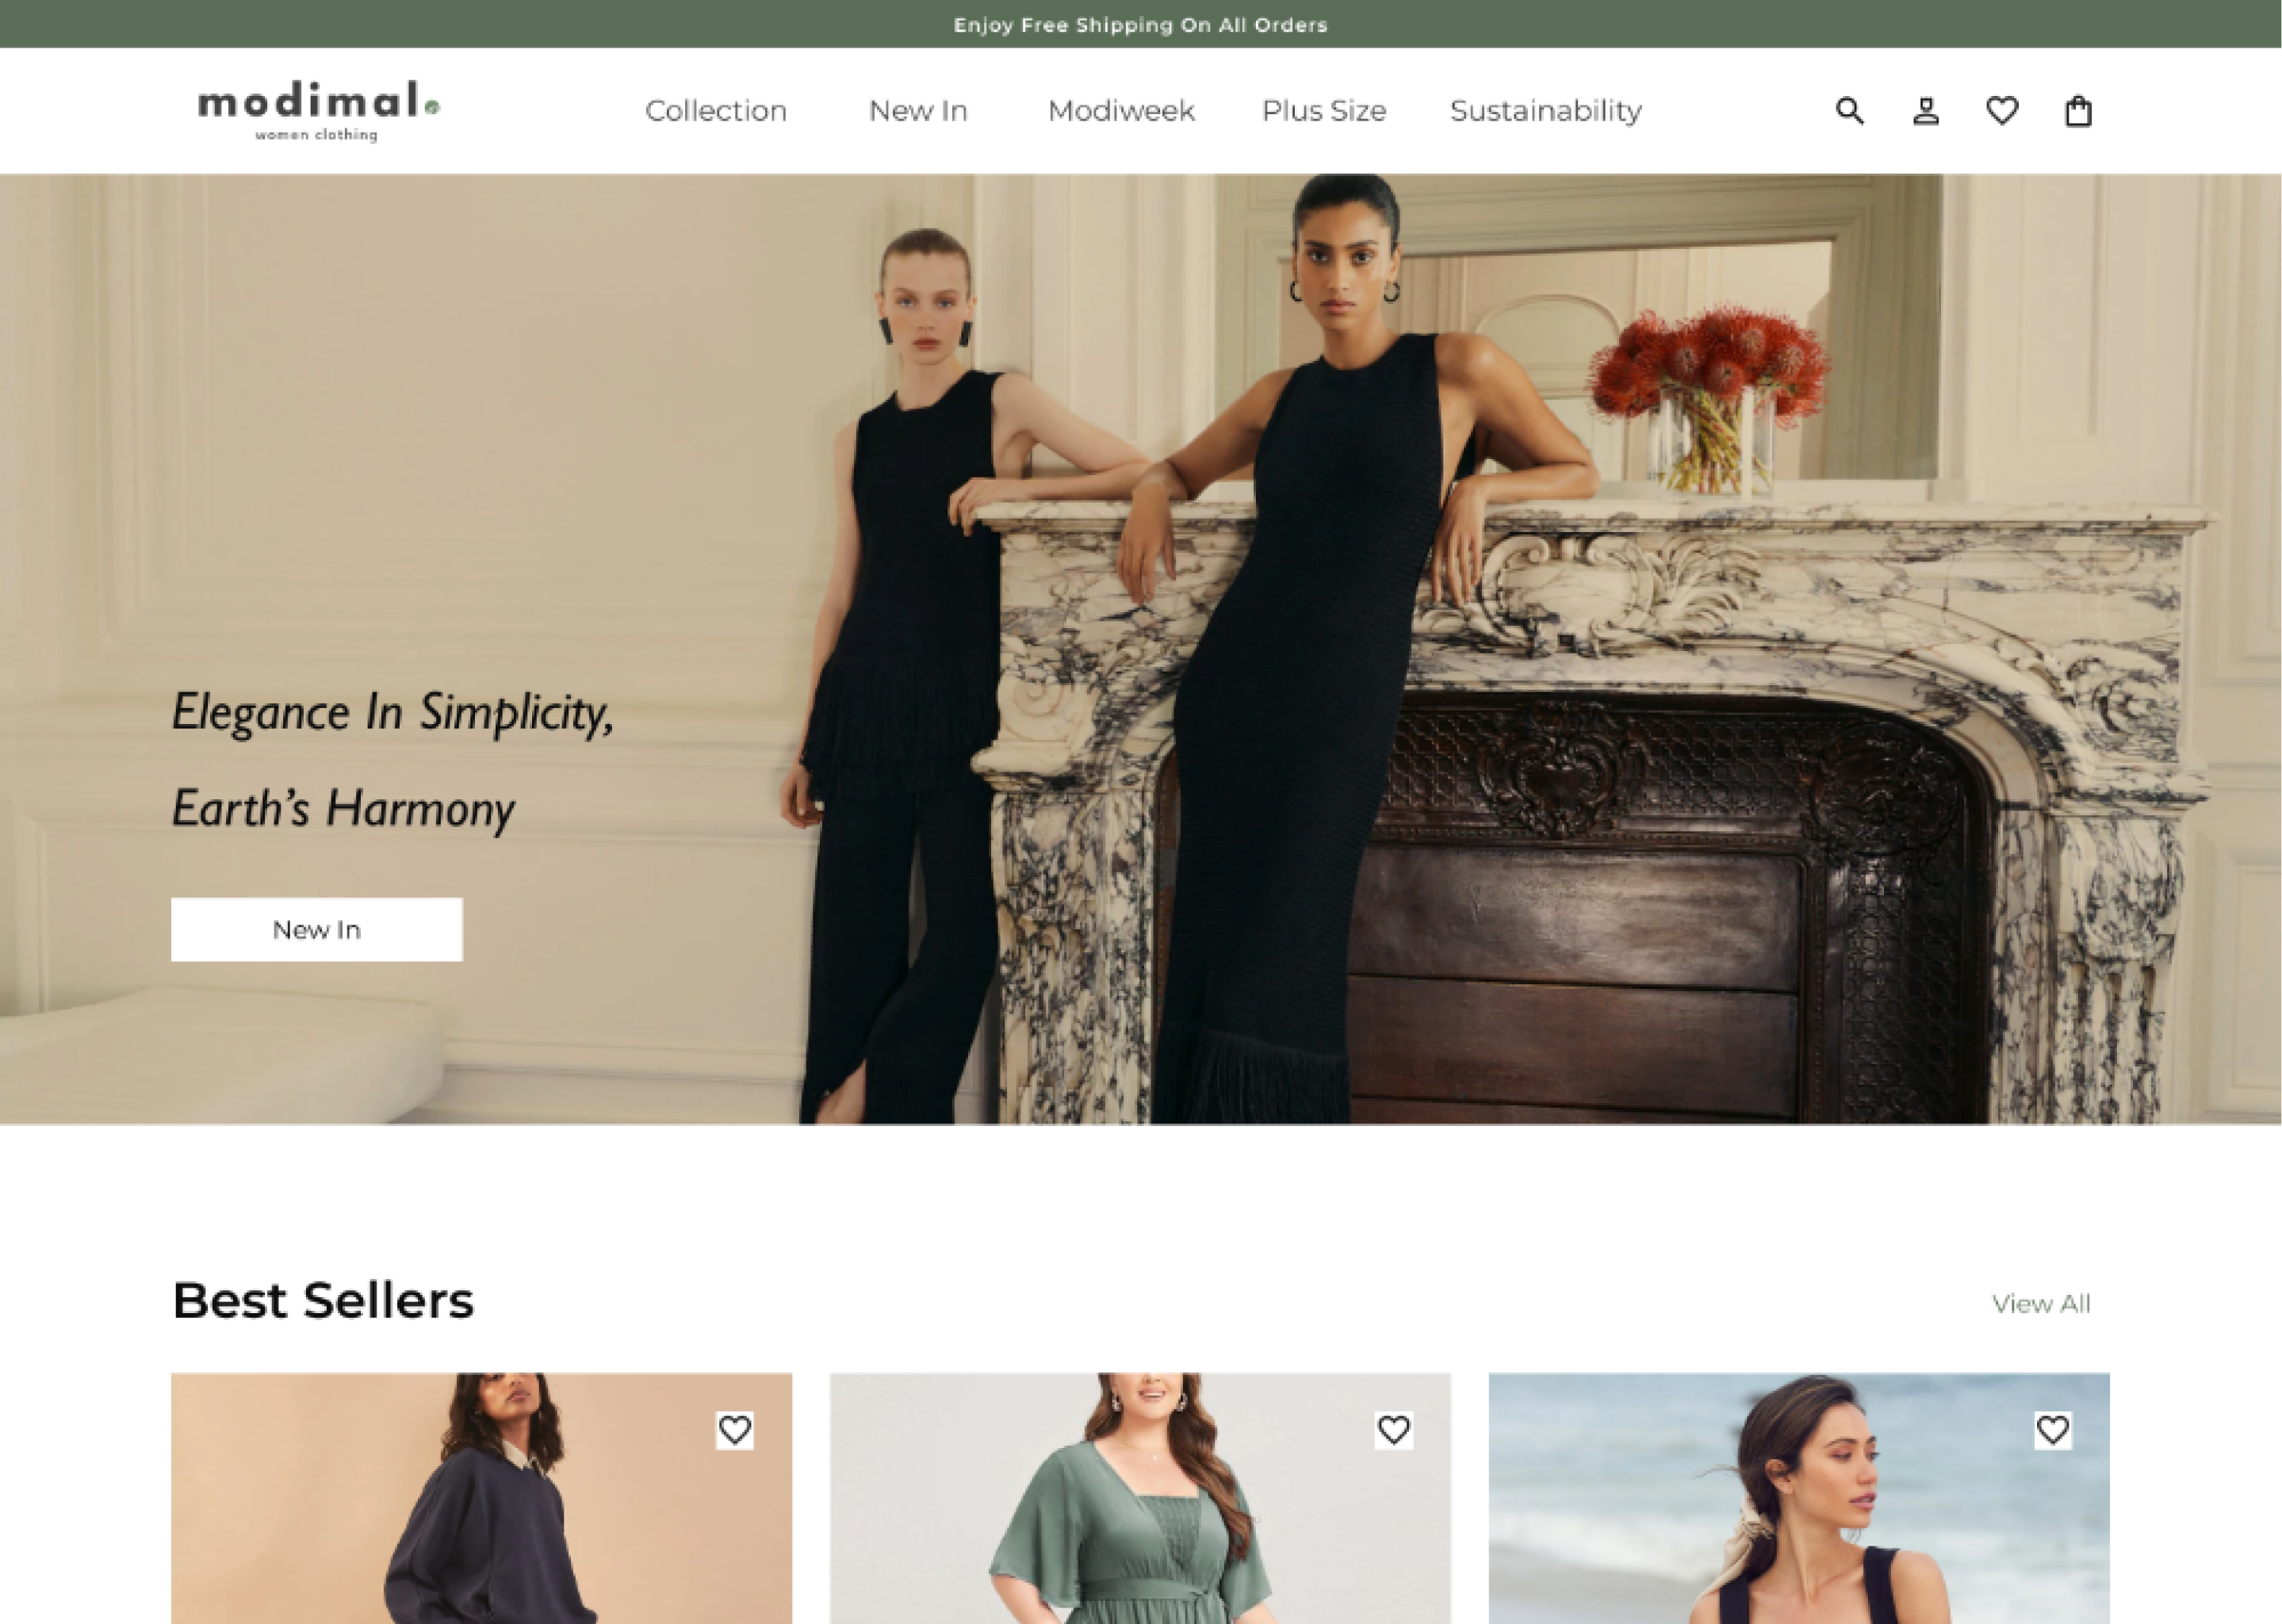 Enjoy Free Shipping On All Orders
modimal
women clothing
Collection
New In
Modiweek
Plus Size
Sustainability
Elegance In Simplicity,
Earth’s Harmony
New In
Best Sellers
View All